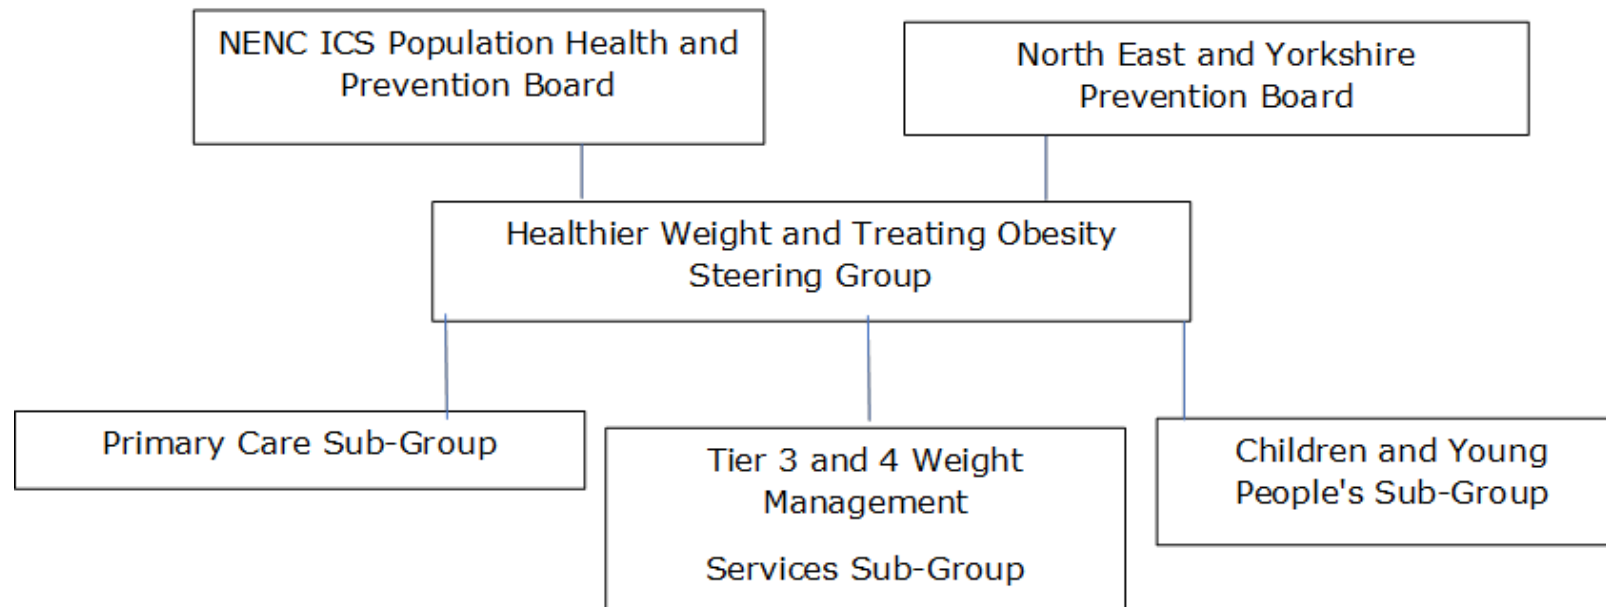 NENC ICS Population Health and
Prevention Board
North East and Yorkshire
Prevention Board
Healthier Weight and Treating Obesity
Steering Group
Primary Care Sub-Group
Tier 3 and 4 Weight
Management
Services Sub-Group
Children and Young
People's Sub-Group